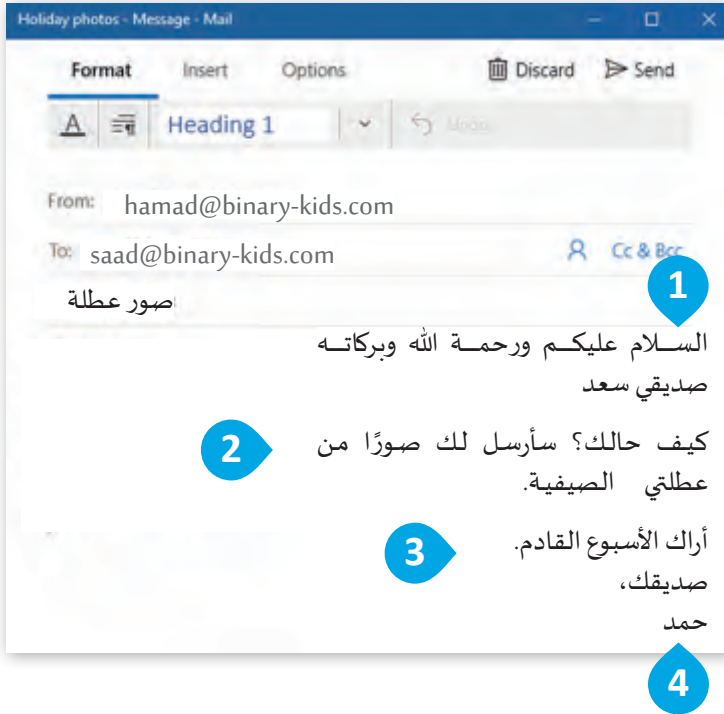 Holiday photos - Message - Mail
Format Insert Options Discard Send
A Heading 1 Undo
From: hamad@binary-kids.com
To: saad@binary-kids.com Cc & Bcc
صور عطلة
1
السلام عليكم ورحمة الله وبركاته
صديقي سعد
كيف حالك؟ سأرسل لك صورًا من
2
عطلتي الصيفية.
أراك الأسبوع القادم.
3
صديقك،
حمد
4